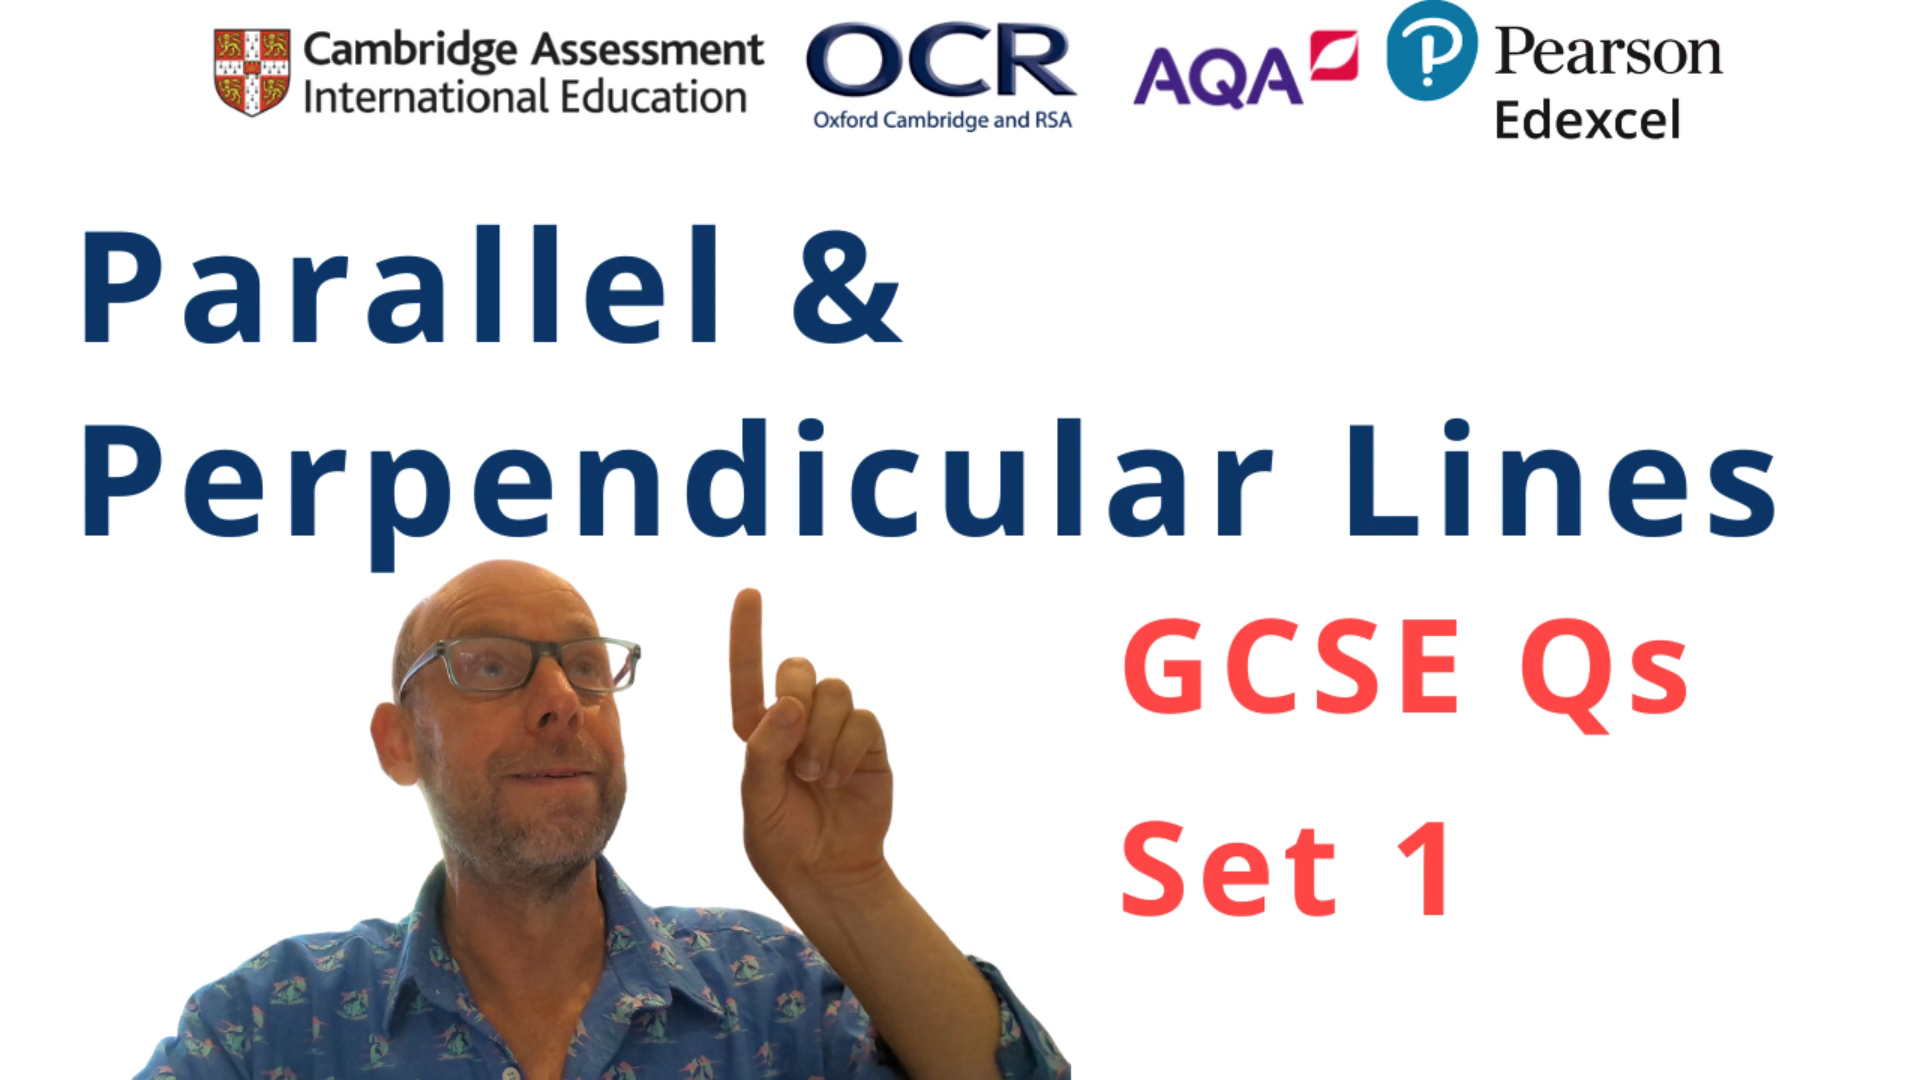 Cambridge Assessment
International Education
OCR
Oxford Cambridge and RSA
AQA
Pearson
Edexcel
Parallel &
Perpendicular Lines
GCSE Qs
Set 1